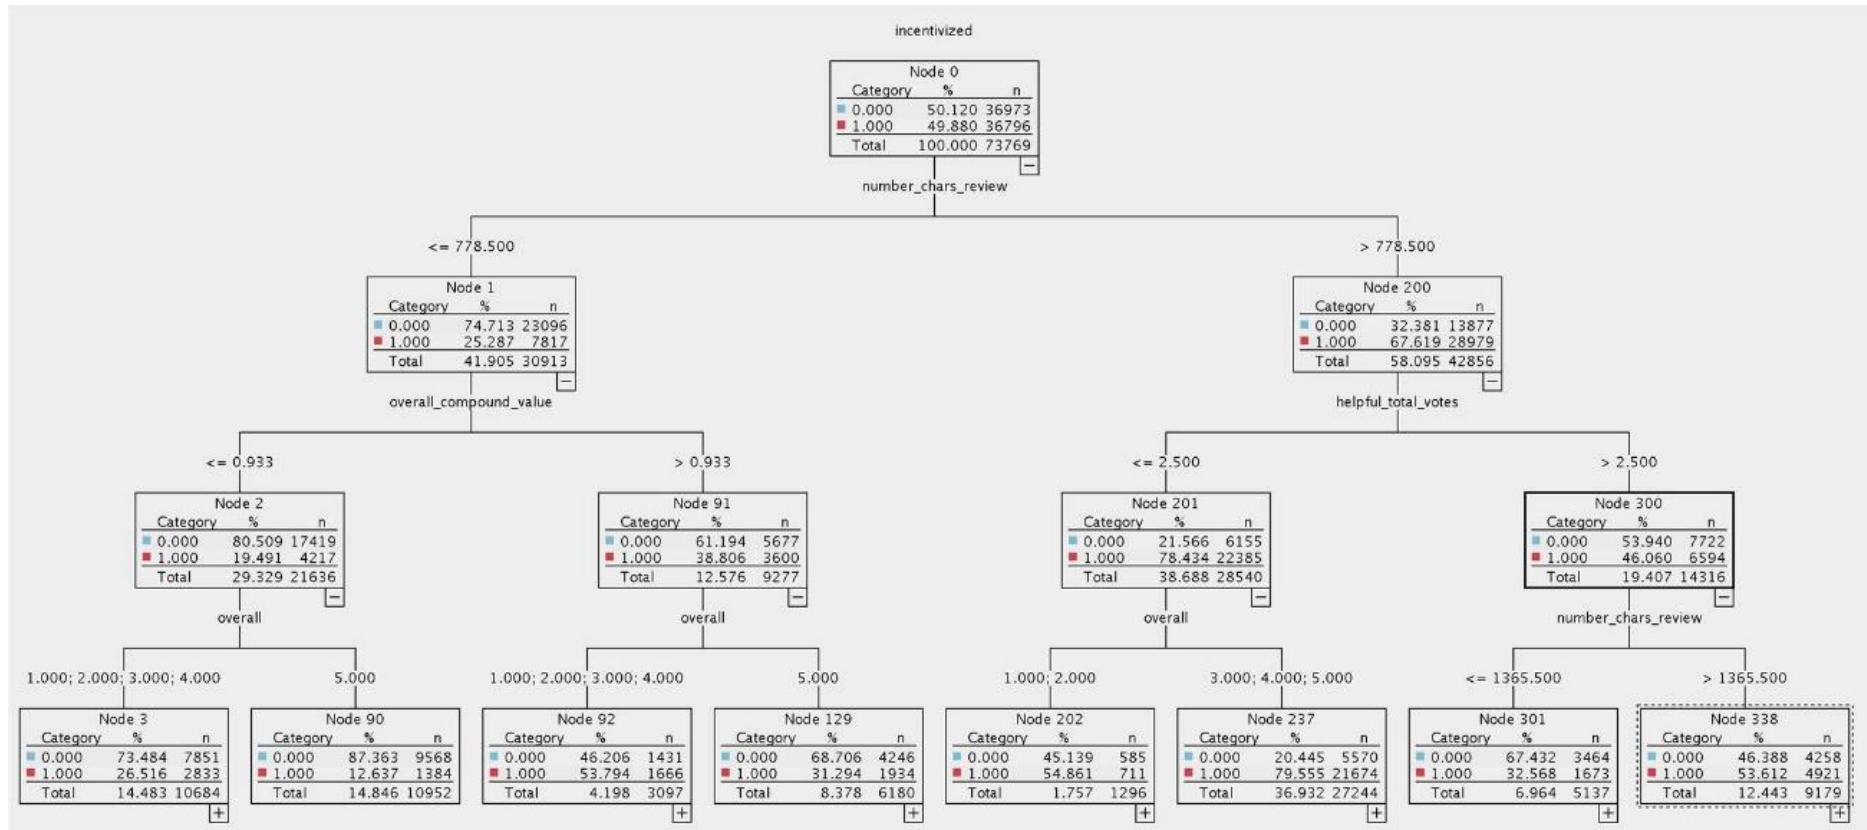 incentivized
Node 0
Category % n
0.000 50.120 36973
1.000 49.880 36796
Total 100.000 73769
number_chars_review
<= 778.500
> 778.500
Node 1
Category % n
0.000 74.713 23096
1.000 25.287 7817
Total 41.905 30913
overall_compound_value
Node 200
Category % n
0.000 32.381 13877
1.000 67.619 28979
Total 58.095 42856
helpful_total_votes
<= 0.933
> 0.933
<= 2.500
> 2.500
Node 2
Category % n
0.000 80.509 17419
1.000 19.491 4217
Total 29.329 21636
overall
Node 91
Category % n
0.000 61.194 5677
1.000 38.806 3600
Total 12.576 9277
overall
Node 201
Category % n
0.000 21.566 6155
1.000 78.434 22385
Total 38.688 28540
overall
Node 300
Category % n
0.000 53.940 7722
1.000 46.060 6594
Total 19.407 14316
number_chars_review
1.000; 2.000; 3.000; 4.000
5.000
1.000; 2.000; 3.000; 4.000
5.000
1.000; 2.000
3.000; 4.000; 5.000
<= 1365.500
> 1365.500
Node 3
Category % n
0.000 73.484 7851
1.000 26.516 2833
Total 14.483 10684
Node 90
Category % n
0.000 87.363 9568
1.000 12.637 1384
Total 14.846 10952
Node 92
Category % n
0.000 46.206 1431
1.000 53.794 1666
Total 4.198 3097
Node 129
Category % n
0.000 68.706 4246
1.000 31.294 1934
Total 8.378 6180
Node 202
Category % n
0.000 45.139 585
1.000 54.861 711
Total 1.757 1296
Node 237
Category % n
0.000 20.445 5570
1.000 79.555 21674
Total 36.932 27244
Node 301
Category % n
0.000 67.432 3464
1.000 32.568 1673
Total 6.964 5137
Node 338
Category % n
0.000 46.388 4258
1.000 53.612 4921
Total 12.443 9179